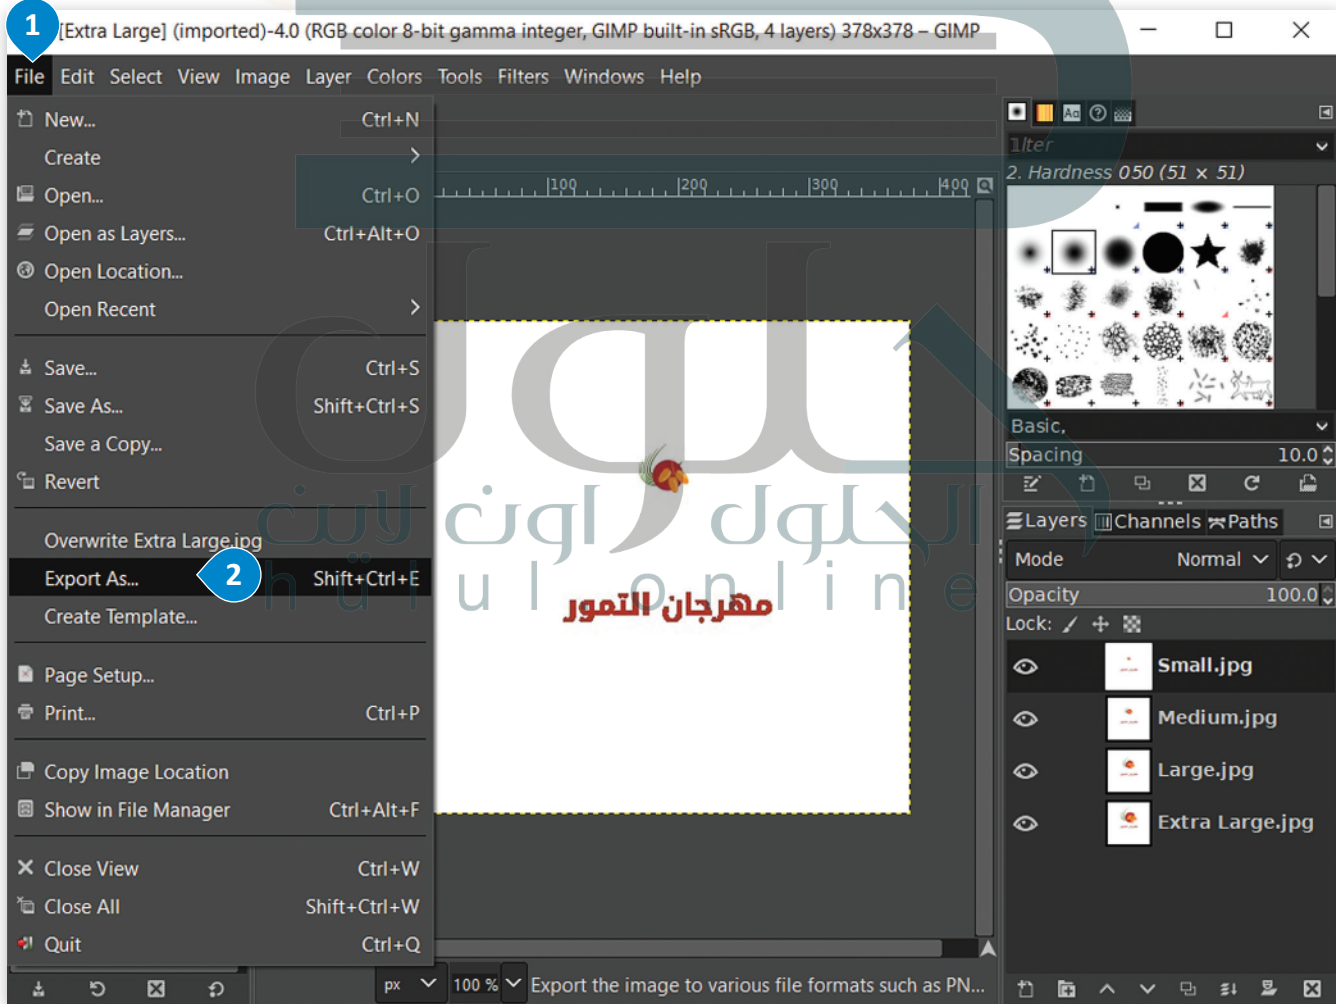 1
[Extra Large] (imported)-4.0 (RGB color 8-bit gamma integer, GIMP built-in sRGB, 4 layers) 378x378 – GIMP
File Edit Select View Image Layer Colors Tools Filters Windows Help
New... Ctrl+N
Create
Open... Ctrl+O
Open as Layers... Ctrl+Alt+O
Open Location...
Open Recent
Save... Ctrl+S
Save As... Shift+Ctrl+S
Save a Copy...
Revert
Overwrite Extra Large.jpg
Export As... 2 Shift+Ctrl+E
Create Template...
Page Setup...
Print... Ctrl+P
Copy Image Location
Show in File Manager Ctrl+Alt+F
Close View Ctrl+W
Close All Shift+Ctrl+W
Quit Ctrl+Q
100 200 300 400
مهرجان التمور
حلول
الحلول اون لاين
hulul online
px 100 % Export the image to various file formats such as PN...
Aa
lter
2. Hardness 050 (51 × 51)
Basic,
Spacing 10.0
Layers Channels Paths
Mode Normal
Opacity 100.0
Lock:
Small.jpg
Medium.jpg
Large.jpg
Extra Large.jpg